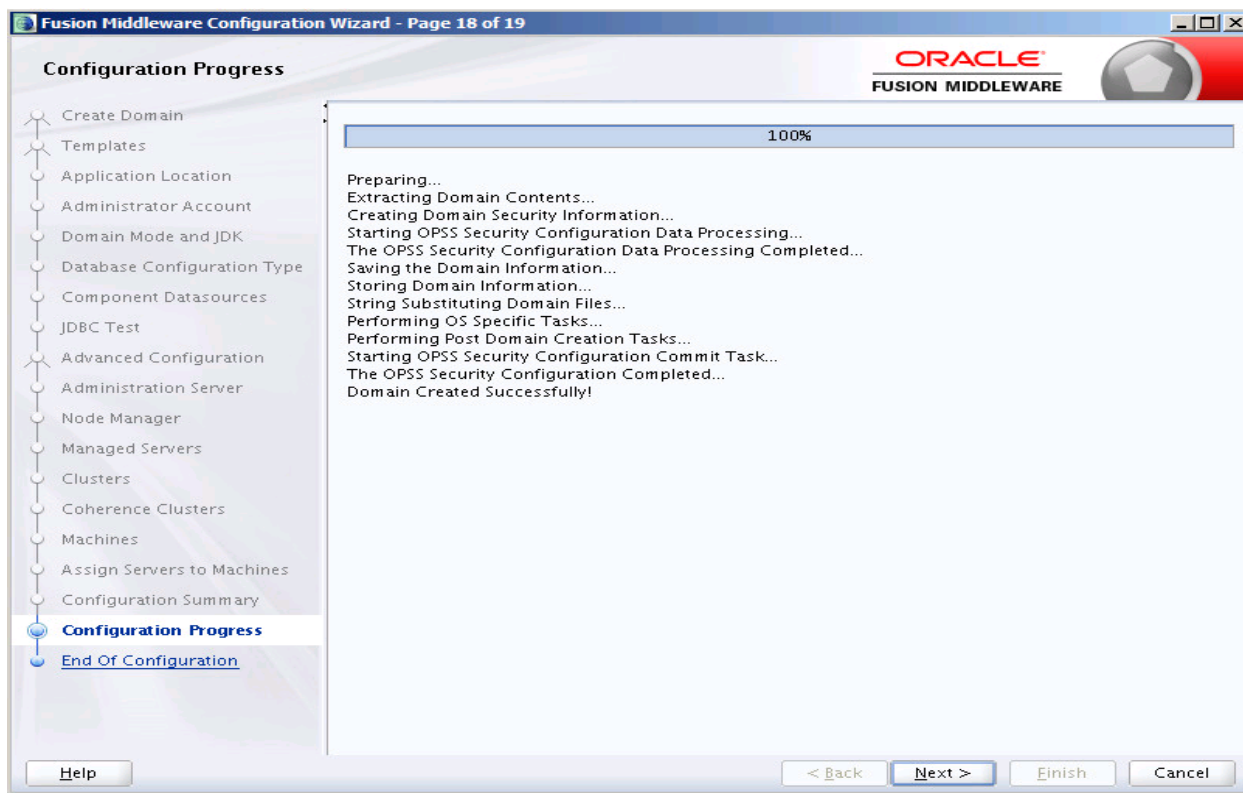 Fusion Middleware Configuration Wizard - Page 18 of 19
Configuration Progress
ORACLE
FUSION MIDDLEWARE
Create Domain
Templates
Application Location
Administrator Account
Domain Mode and JDK
Database Configuration Type
Component Datasources
JDBC Test
Advanced Configuration
Administration Server
Node Manager
Managed Servers
Clusters
Coherence Clusters
Machines
Assign Servers to Machines
Configuration Summary
Configuration Progress
End Of Configuration
100%
Preparing...
Extracting Domain Contents...
Creating Domain Security Information...
Starting OPSS Security Configuration Data Processing...
The OPSS Security Configuration Data Processing Completed...
Saving the Domain Information...
Storing Domain Information...
String Substituting Domain Files...
Performing OS Specific Tasks...
Performing Post Domain Creation Tasks...
Starting OPSS Security Configuration Commit Task...
The OPSS Security Configuration Completed...
Domain Created Successfully!
Help
< Back
Next >
Finish
Cancel